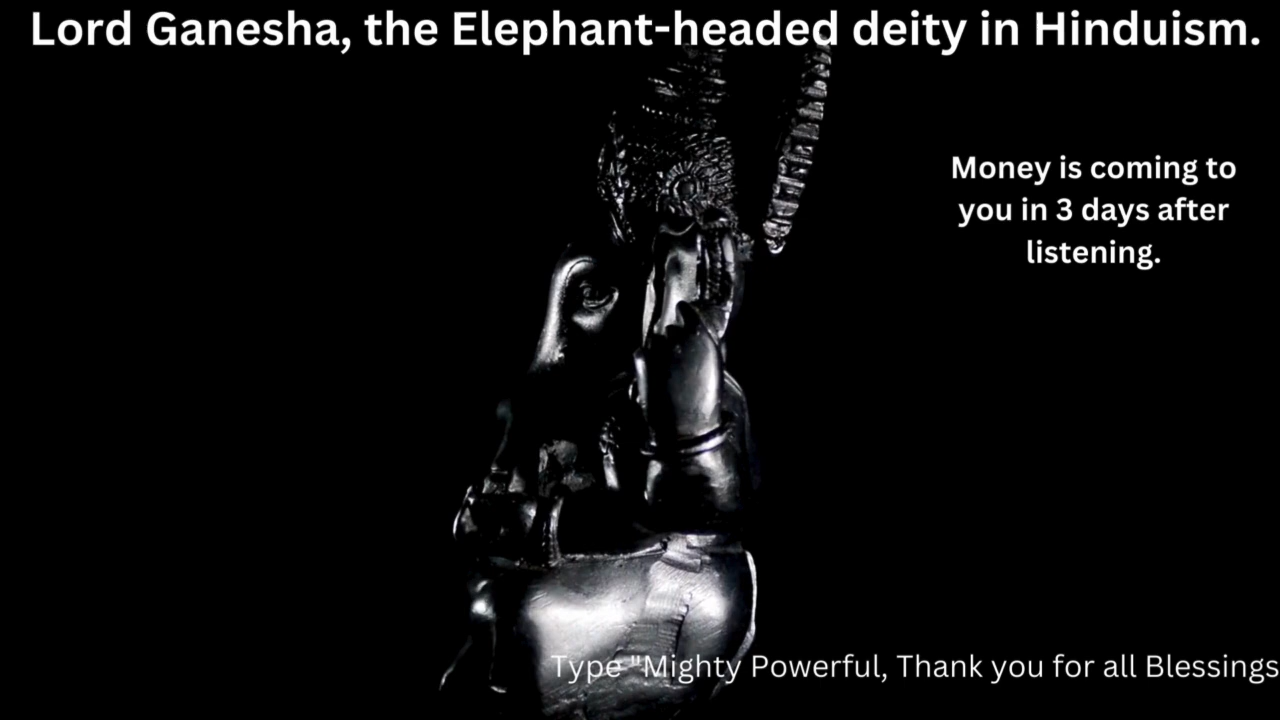 Lord Ganesha, the Elephant-headed deity in Hinduism.
Money is coming to
you in 3 days after
listening.
Type "Mighty Powerful, Thank you for all Blessings